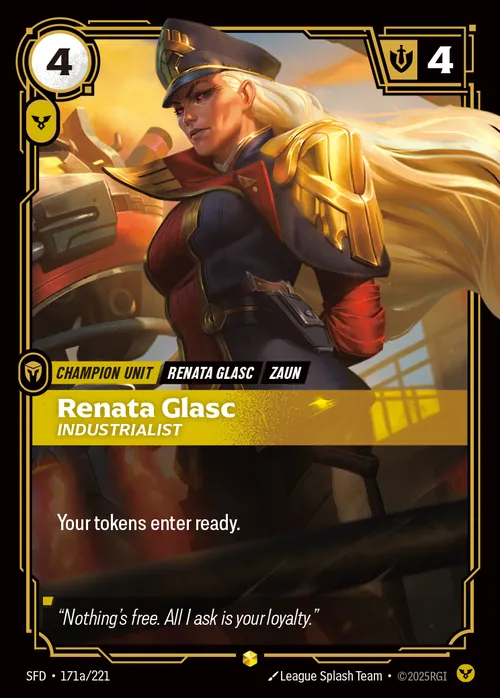 4
4
CHAMPION UNIT RENATA GLASC ZAUN
Renata Glasc
INDUSTRIALIST
Your tokens enter ready.
“Nothing’s free. All I ask is your loyalty.”
SFD • 171a/221 League Splash Team • ©2025RGI